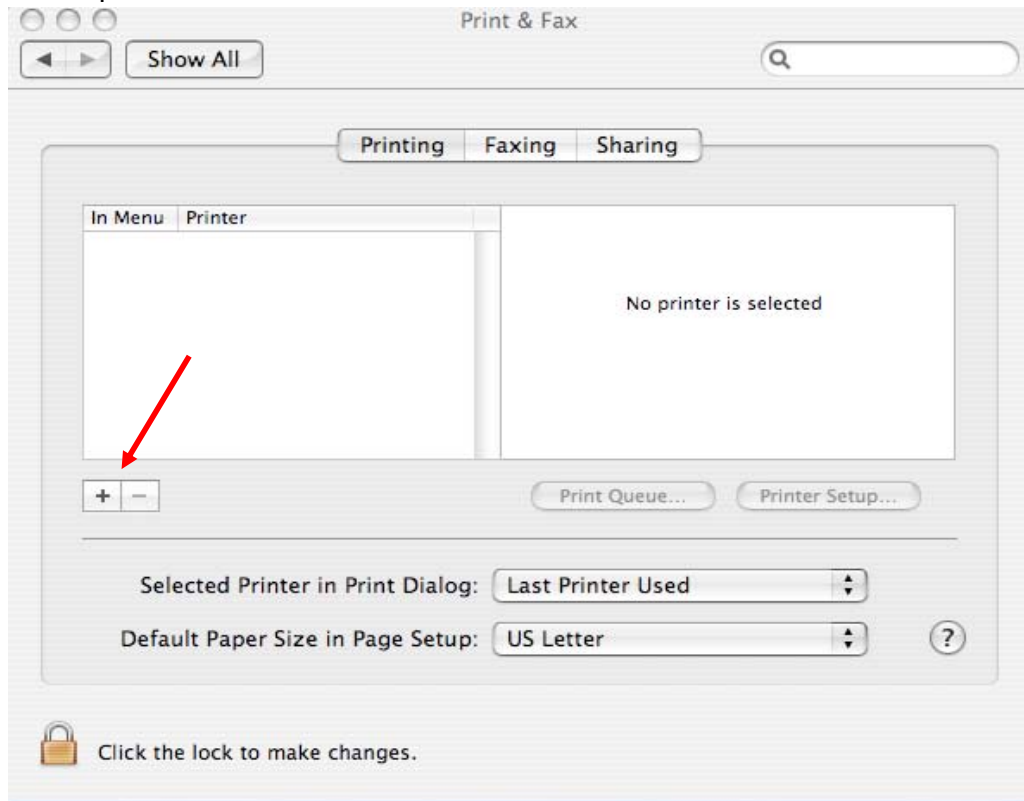 Print & Fax
Show All
Printing Faxing Sharing
In Menu Printer
No printer is selected
+ −
Print Queue... Printer Setup...
Selected Printer in Print Dialog: Last Printer Used
Default Paper Size in Page Setup: US Letter ?
Click the lock to make changes.